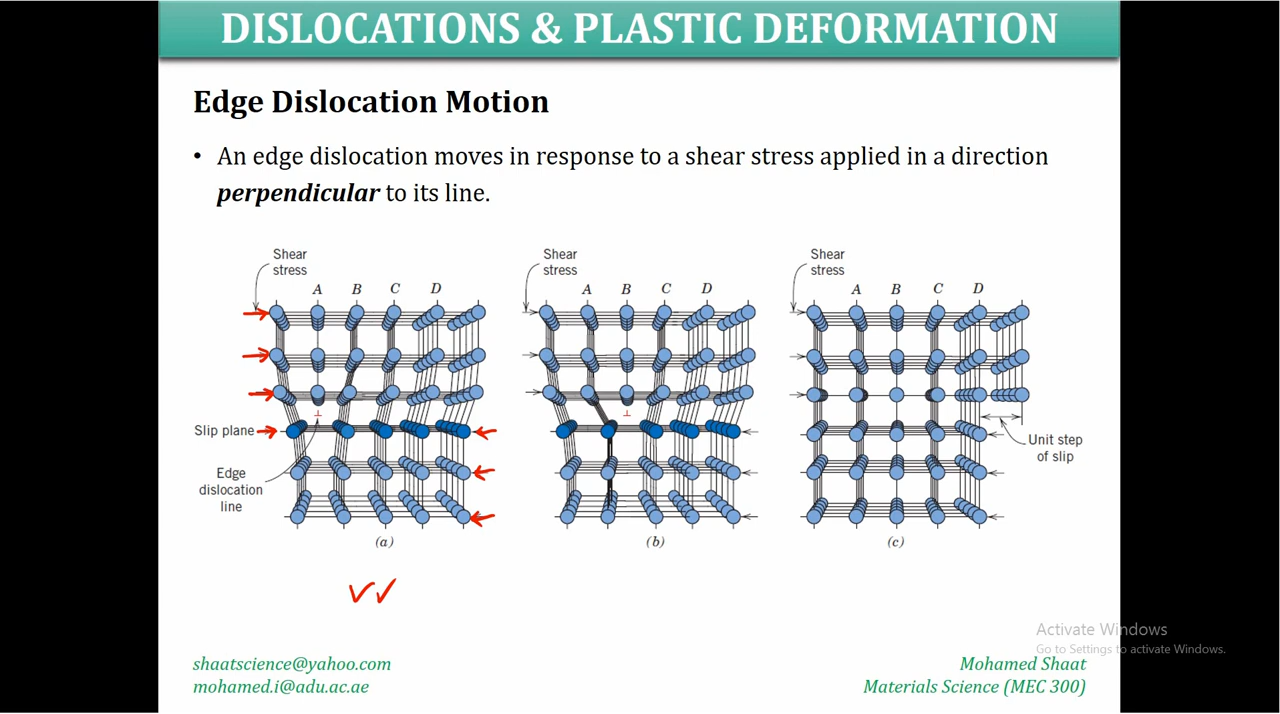 DISLOCATIONS & PLASTIC DEFORMATION
Edge Dislocation Motion
• An edge dislocation moves in response to a shear stress applied in a direction
perpendicular to its line.
Shear
stress
A B C D
Slip plane
Edge
dislocation
line
(a)
Shear
stress
A B C D
(b)
Shear
stress
A B C D
Unit step
of slip
(c)
Activate Windows
Go to Settings to activate Windows.
shaatscience@yahoo.com
mohamed.i@adu.ac.ae
Mohamed Shaat
Materials Science (MEC 300)